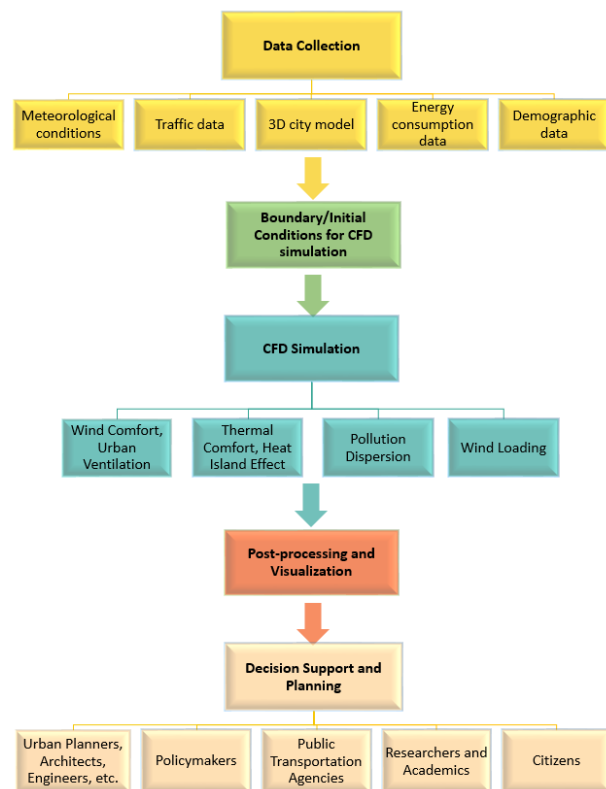 Data Collection
Meteorological
conditions
Traffic data
3D city model
Energy
consumption
data
Demographic
data
Boundary/Initial
Conditions for CFD
simulation
CFD Simulation
Wind Comfort,
Urban
Ventilation
Thermal
Comfort, Heat
Island Effect
Pollution
Dispersion
Wind Loading
Post-processing and
Visualization
Decision Support and
Planning
Urban Planners,
Architects,
Engineers, etc.
Policymakers
Public
Transportation
Agencies
Researchers and
Academics
Citizens